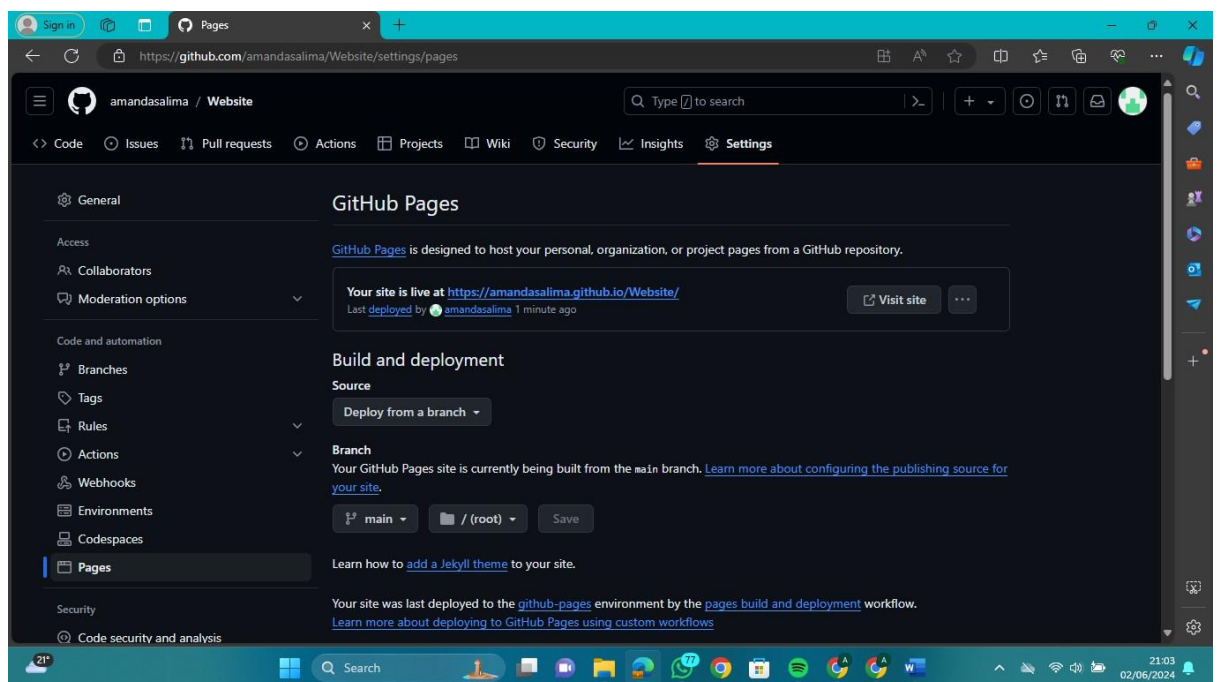 Sign in
Pages
https://github.com/amandasalima/Website/settings/pages
amandasalima / Website
Type / to search
Code
Issues
Pull requests
Actions
Projects
Wiki
Security
Insights
Settings
General
Access
Collaborators
Moderation options
Code and automation
Branches
Tags
Rules
Actions
Webhooks
Environments
Codespaces
Pages
Security
Code security and analysis
GitHub Pages
GitHub Pages is designed to host your personal, organization, or project pages from a GitHub repository.
Your site is live at https://amandasalima.github.io/Website/
Last deployed by amandasalima 1 minute ago
Visit site
Build and deployment
Source
Deploy from a branch
Branch
Your GitHub Pages site is currently being built from the main branch. Learn more about configuring the publishing source for
your site.
main
/ (root)
Save
Learn how to add a Jekyll theme to your site.
Your site was last deployed to the github-pages environment by the pages build and deployment workflow.
Learn more about deploying to GitHub Pages using custom workflows
21°
Search
77
21:03
02/06/2024